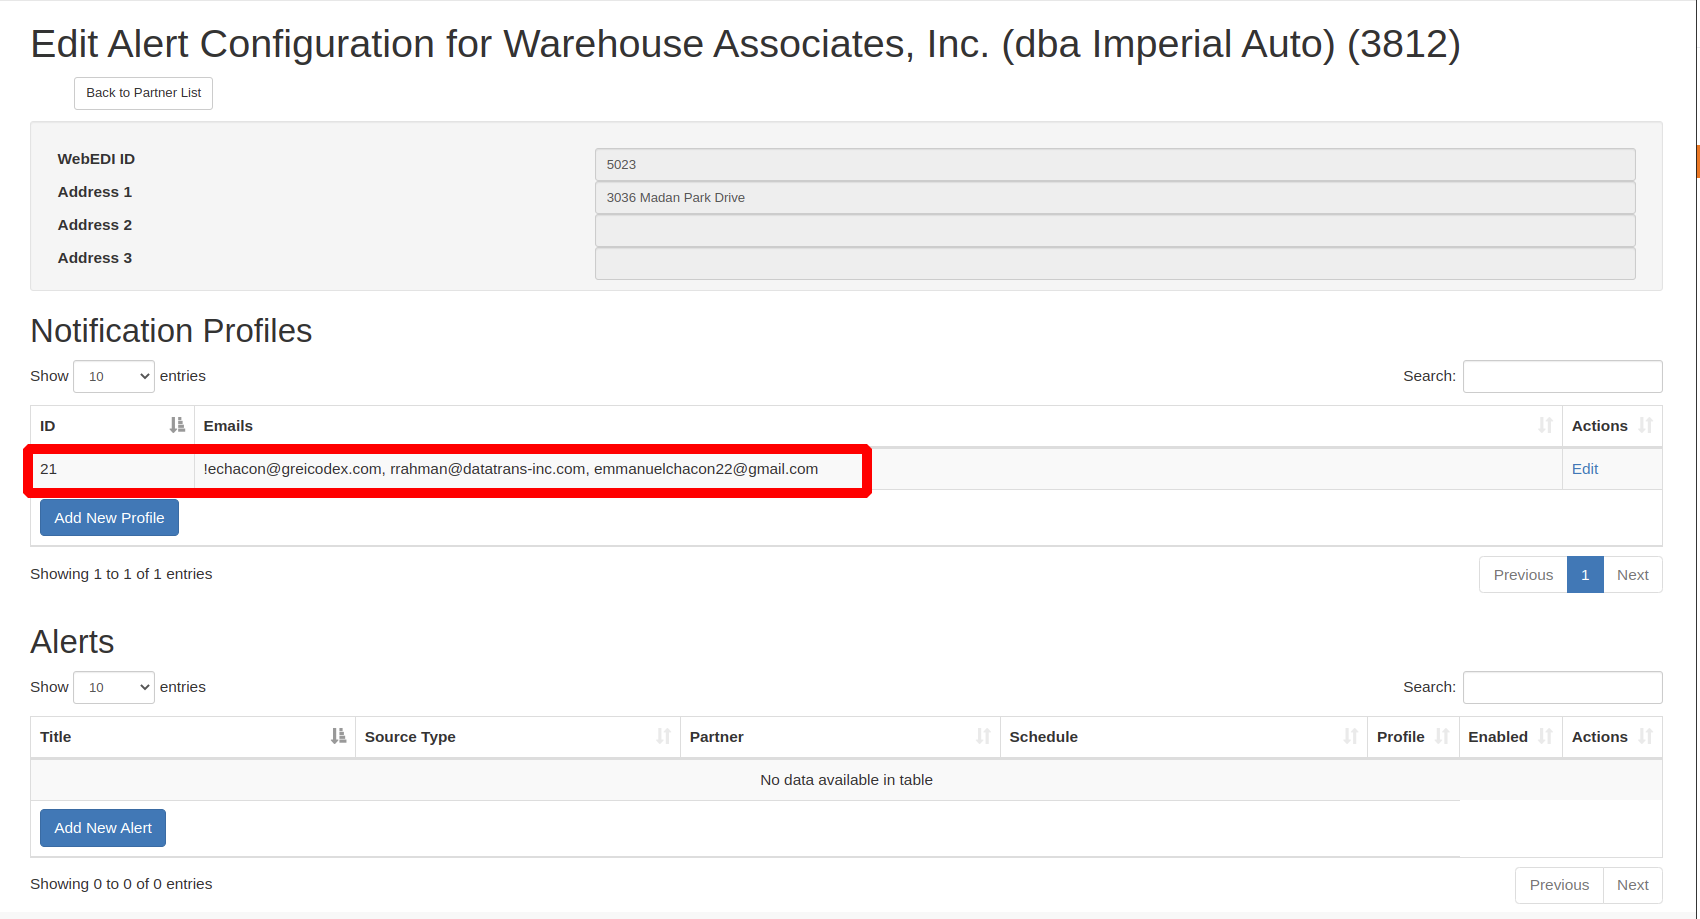 Edit Alert Configuration for Warehouse Associates, Inc. (dba Imperial Auto) (3812)
Back to Partner List
WebEDI ID 5023
Address 1 3036 Madan Park Drive
Address 2
Address 3
Notification Profiles
Show 10 entries Search:
ID Emails Actions
21 !echacon@greicodex.com, rrahman@datatrans-inc.com, emmanuelchacon22@gmail.com Edit
Add New Profile
Showing 1 to 1 of 1 entries Previous 1 Next
Alerts
Show 10 entries Search:
Title Source Type Partner Schedule Profile Enabled Actions
No data available in table
Add New Alert
Showing 0 to 0 of 0 entries Previous Next